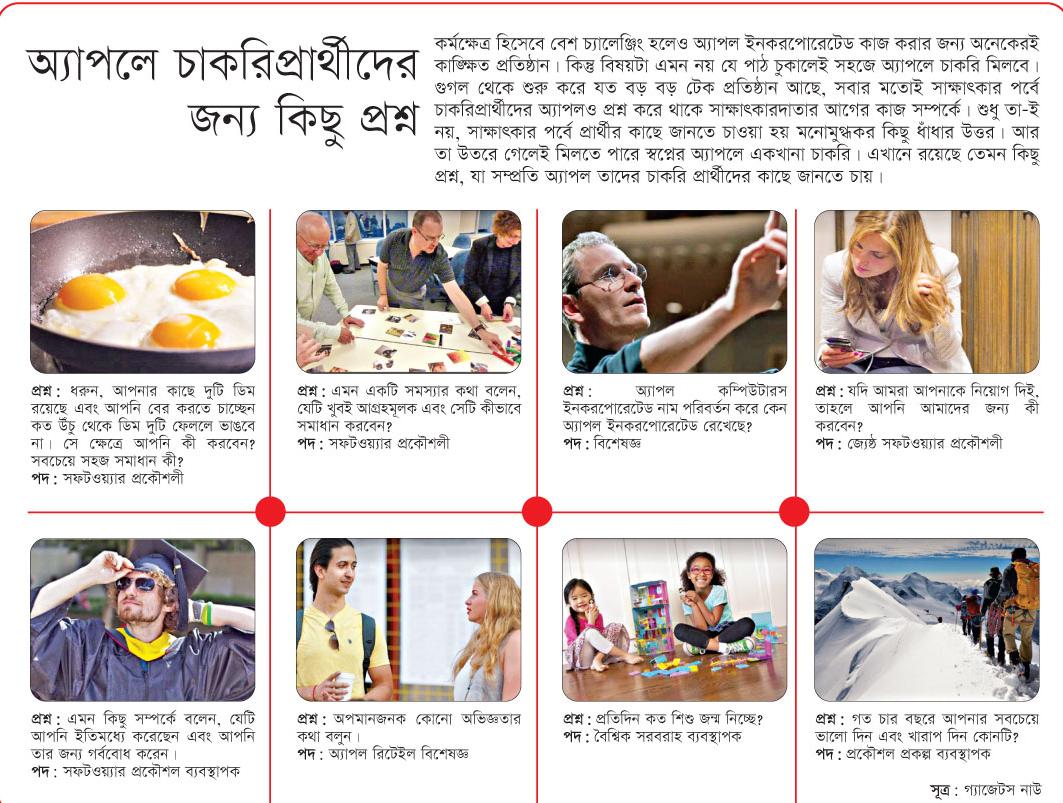 অ্যাপলে চাকরিপ্রার্থীদের
জন্য কিছু প্রশ্ন
কর্মক্ষেত্র হিসেবে বেশ চ্যালেঞ্জিং হলেও অ্যাপল ইনকরপোরেটেড কাজ করার জন্য অনেকেরই
কাঙ্ক্ষিত প্রতিষ্ঠান। কিন্তু বিষয়টা এমন নয় যে পাঠ চুকালেই সহজে অ্যাপলে চাকরি মিলবে।
গুগল থেকে শুরু করে যত বড় বড় টেক প্রতিষ্ঠান আছে, সবার মতোই সাক্ষাৎকার পর্বে
চাকরিপ্রার্থীদের অ্যাপলও প্রশ্ন করে থাকে সাক্ষাৎকারদাতার আগের কাজ সম্পর্কে। শুধু তা-ই
নয়, সাক্ষাৎকার পর্বে প্রার্থীর কাছে জানতে চাওয়া হয় মনোমুগ্ধকর কিছু ধাঁধার উত্তর। আর
তা উতরে গেলেই মিলতে পারে স্বপ্নের অ্যাপলে একখানা চাকরি। এখানে রয়েছে তেমন কিছু
প্রশ্ন, যা সম্প্রতি অ্যাপল তাদের চাকরি প্রার্থীদের কাছে জানতে চায়।
প্রশ্ন : ধরুন, আপনার কাছে দুটি ডিম
রয়েছে এবং আপনি বের করতে চাচ্ছেন
কত উঁচু থেকে ডিম দুটি ফেললে ভাঙবে
না। সে ক্ষেত্রে আপনি কী করবেন?
সবচেয়ে সহজ সমাধান কী?
পদ : সফটওয়্যার প্রকৌশলী
প্রশ্ন : এমন একটি সমস্যার কথা বলেন,
যেটি খুবই আগ্রহমূলক এবং সেটি কীভাবে
সমাধান করবেন?
পদ : সফটওয়্যার প্রকৌশলী
প্রশ্ন : অ্যাপল কম্পিউটারস
ইনকরপোরেটেড নাম পরিবর্তন করে কেন
অ্যাপল ইনকরপোরেটেড রেখেছে?
পদ : বিশেষজ্ঞ
প্রশ্ন : যদি আমরা আপনাকে নিয়োগ দিই,
তাহলে আপনি আমাদের জন্য কী
করবেন?
পদ : জ্যেষ্ঠ সফটওয়্যার প্রকৌশলী
প্রশ্ন : এমন কিছু সম্পর্কে বলেন, যেটি
আপনি ইতিমধ্যে করেছেন এবং আপনি
তার জন্য গর্ববোধ করেন।
পদ : সফটওয়্যার প্রকৌশল ব্যবস্থাপক
প্রশ্ন : অপমানজনক কোনো অভিজ্ঞতার
কথা বলুন।
পদ : অ্যাপল রিটেইল বিশেষজ্ঞ
প্রশ্ন : প্রতিদিন কত শিশু জন্ম নিচ্ছে?
পদ : বৈশ্বিক সরবরাহ ব্যবস্থাপক
প্রশ্ন : গত চার বছরে আপনার সবচেয়ে
ভালো দিন এবং খারাপ দিন কোনটি?
পদ : প্রকৌশল প্রকল্প ব্যবস্থাপক
সূত্র : গ্যাজেটস নাউ